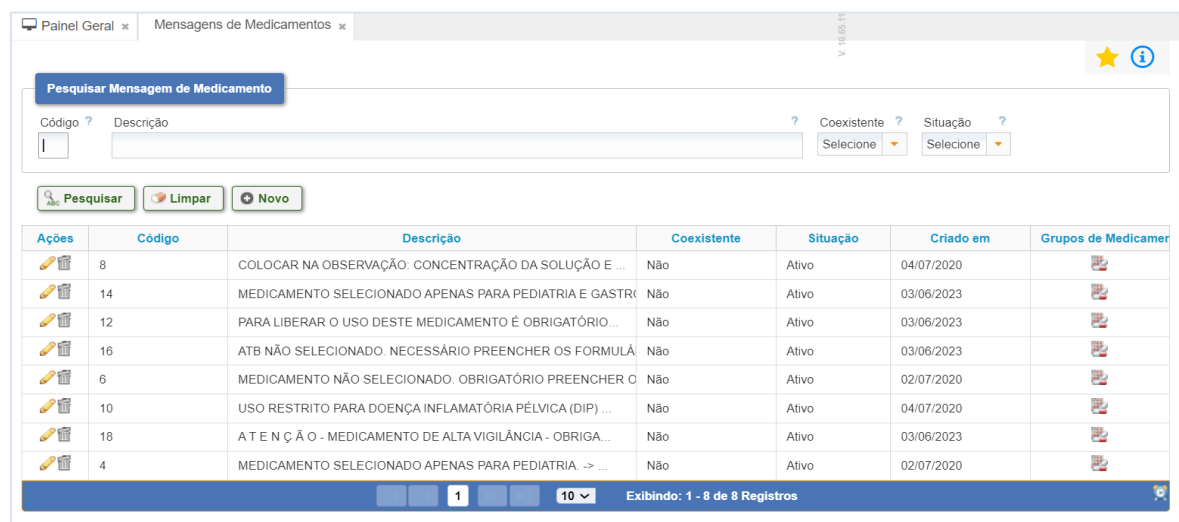 Painel Geral × Mensagens de Medicamentos ×
V. 10.65.11
Pesquisar Mensagem de Medicamento
Código ? Descrição ? Coexistente ? Situação ?
Selecione Selecione
Pesquisar Limpar Novo
Ações Código Descrição Coexistente Situação Criado em Grupos de Medicamen
8 COLOCAR NA OBSERVAÇÃO: CONCENTRAÇÃO DA SOLUÇÃO E ... Não Ativo 04/07/2020
14 MEDICAMENTO SELECIONADO APENAS PARA PEDIATRIA E GASTRO Não Ativo 03/06/2023
12 PARA LIBERAR O USO DESTE MEDICAMENTO É OBRIGATÓRIO... Não Ativo 03/06/2023
16 ATB NÃO SELECIONADO. NECESSÁRIO PREENCHER OS FORMULÁ Não Ativo 03/06/2023
6 MEDICAMENTO NÃO SELECIONADO. OBRIGATÓRIO PREENCHER O Não Ativo 02/07/2020
10 USO RESTRITO PARA DOENÇA INFLAMATÓRIA PÉLVICA (DIP) ... Não Ativo 04/07/2020
18 A T E N Ç Ã O - MEDICAMENTO DE ALTA VIGILÂNCIA - OBRIGA... Não Ativo 03/06/2023
4 MEDICAMENTO SELECIONADO APENAS PARA PEDIATRIA. -> ... Não Ativo 02/07/2020
1 10 Exibindo: 1 - 8 de 8 Registros